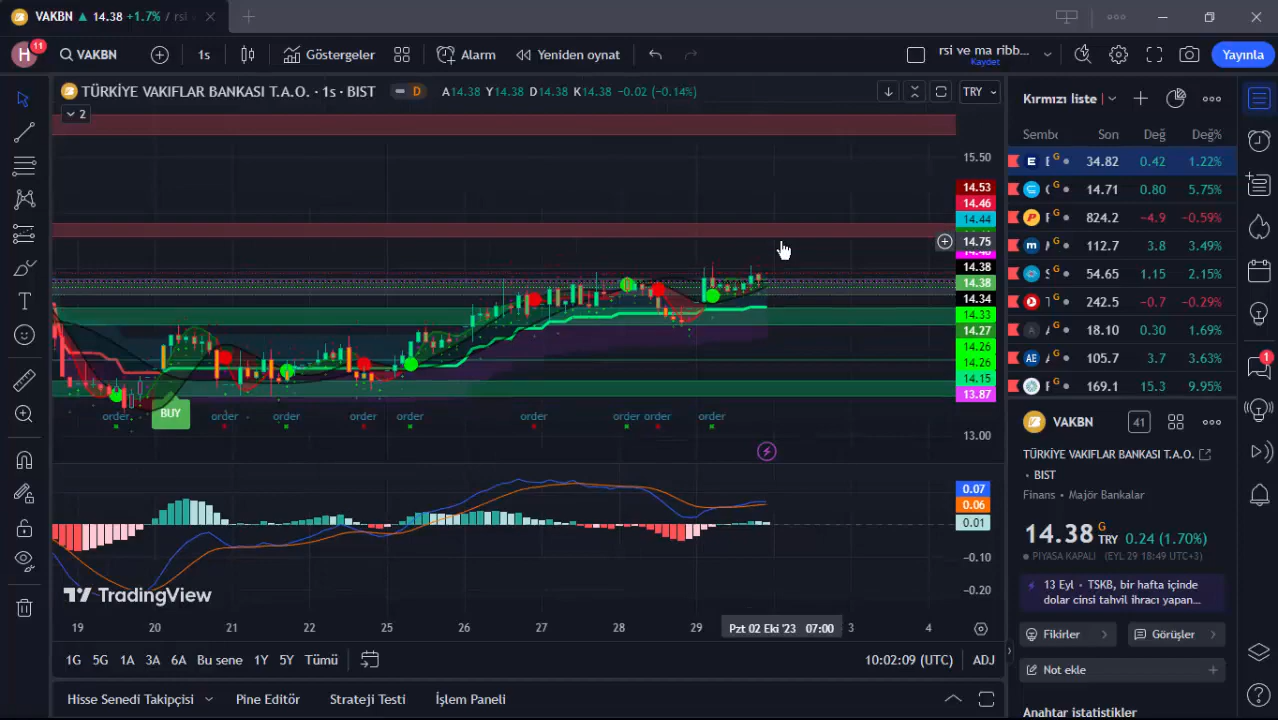 VAKBN ▲ 14.38 +1.7% / rsi
H 11 VAKBN 1s Göstergeler Alarm Yeniden oynat rsi ve ma ribb... Kaydet Yayınla
TÜRKİYE VAKIFLAR BANKASI T.A.O. · 1s · BIST D A14.38 Y14.38 D14.38 K14.38 −0.02 (−0.14%) TRY
2
15.50
14.53
14.46
14.44
14.75
14.38
14.38
14.34
14.33
14.27
14.26
14.26
14.15
13.87
13.00
order BUY order order order order order order order order
0.07
0.06
0.01
−0.10
−0.20
TradingView
19 20 21 22 25 26 27 28 29 Pzt 02 Eki '23 07:00 3 4
1G 5G 1A 3A 6A Bu sene 1Y 5Y Tümü 10:02:09 (UTC) ADJ
Hisse Senedi Takipçisi Pine Editör Strateji Testi İşlem Paneli
Kırmızı liste
Sembo Son Değ Değ%
34.82 0.42 1.22%
14.71 0.80 5.75%
824.2 −4.9 −0.59%
112.7 3.8 3.49%
54.65 1.15 2.15%
242.5 −0.7 −0.29%
18.10 0.30 1.69%
105.7 3.7 3.63%
169.1 15.3 9.95%
VAKBN 41
TÜRKİYE VAKIFLAR BANKASI T.A.O.
· BIST
Finans · Majör Bankalar
14.38 G TRY 0.24 (1.70%)
PİYASA KAPALI (EYL 29 18:49 UTC+3)
13 Eyl · TSKB, bir hafta içinde
dolar cinsi tahvil ihracı yapan...
Fikirler Görüşler
Not ekle
Anahtar istatistikler
1